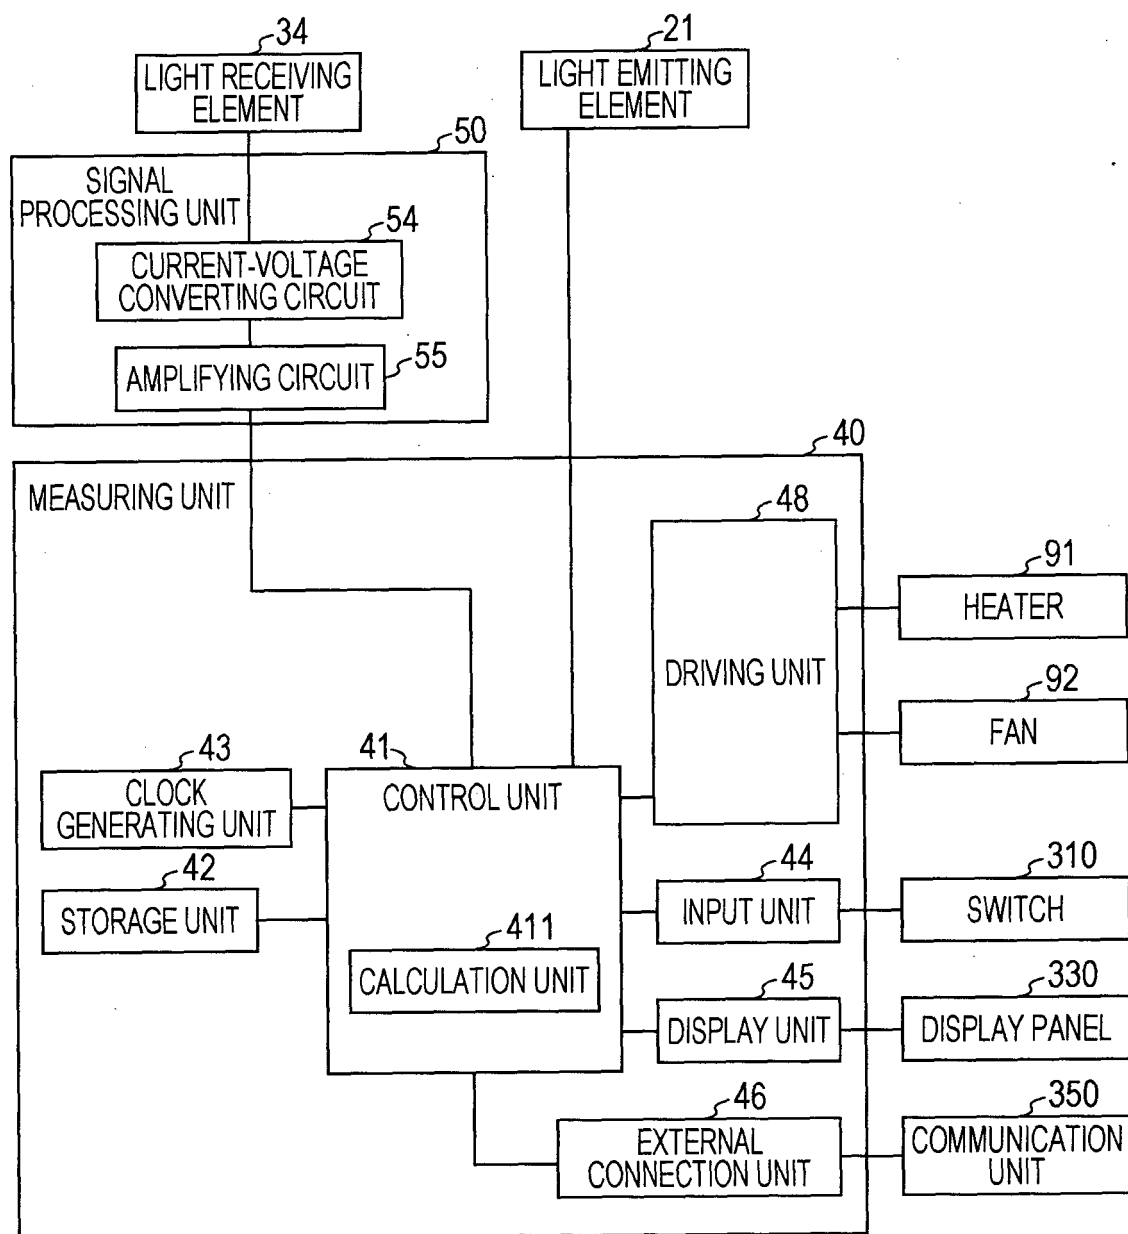 34
LIGHT RECEIVING
ELEMENT
21
LIGHT EMITTING
ELEMENT
50
SIGNAL
PROCESSING UNIT
54
CURRENT-VOLTAGE
CONVERTING CIRCUIT
55
AMPLIFYING CIRCUIT
40
MEASURING UNIT
48
DRIVING UNIT
91
HEATER
92
FAN
43
CLOCK
GENERATING UNIT
41
CONTROL UNIT
42
STORAGE UNIT
44
INPUT UNIT
310
SWITCH
411
CALCULATION UNIT
45
DISPLAY UNIT
330
DISPLAY PANEL
46
EXTERNAL
CONNECTION UNIT
350
COMMUNICATION
UNIT